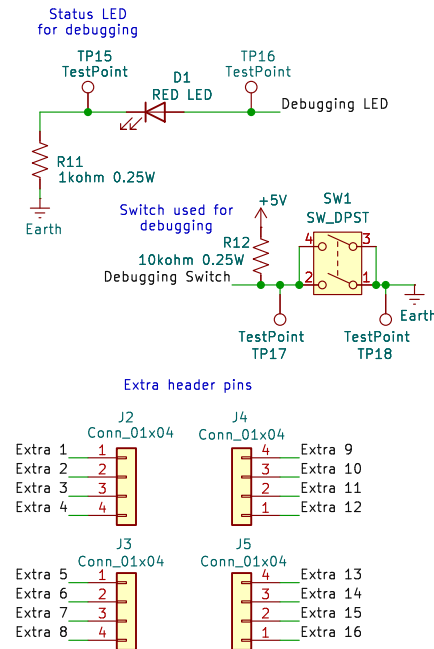 Status LED
for debugging
TP15
TestPoint
TP16
TestPoint
D1
RED LED
Debugging LED
R11
1kohm 0.25W
Earth
Switch used for
debugging
+5V
R12
10kohm 0.25W
Debugging Switch
SW1
SW_DPST
4 3
2 1
Earth
TestPoint
TP17
TestPoint
TP18
Extra header pins
J2
Conn_01x04
Extra 1 1
Extra 2 2
Extra 3 3
Extra 4 4
J4
Conn_01x04
4 Extra 9
3 Extra 10
2 Extra 11
1 Extra 12
J3
Conn_01x04
Extra 5 1
Extra 6 2
Extra 7 3
Extra 8 4
J5
Conn_01x04
4 Extra 13
3 Extra 14
2 Extra 15
1 Extra 16